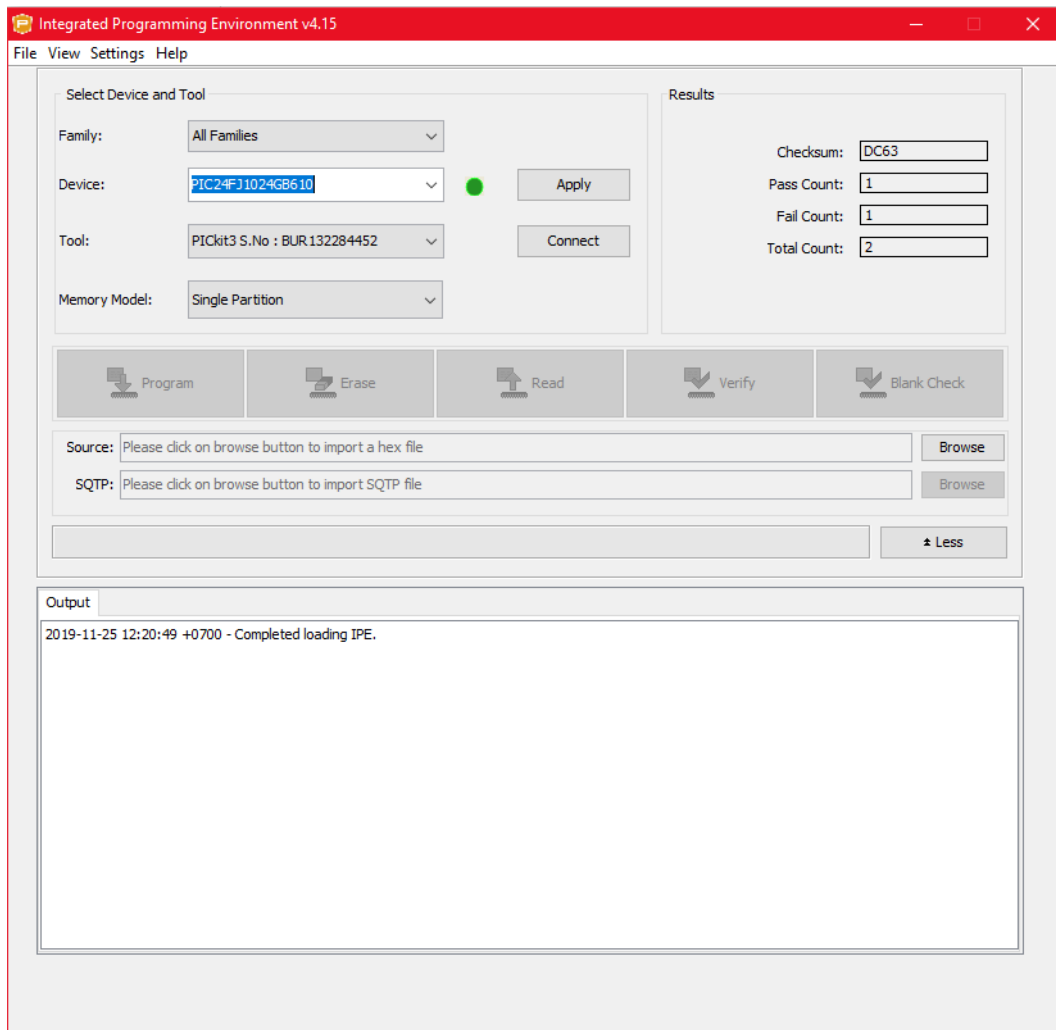 Integrated Programming Environment v4.15
File View Settings Help
Select Device and Tool
Family: All Families
Device: PIC24FJ1024GB610 Apply
Tool: PICkit3 S.No : BUR132284452 Connect
Memory Model: Single Partition
Results
Checksum: DC63
Pass Count: 1
Fail Count: 1
Total Count: 2
Program Erase Read Verify Blank Check
Source: Please click on browse button to import a hex file Browse
SQTP: Please click on browse button to import SQTP file Browse
Less
Output
2019-11-25 12:20:49 +0700 - Completed loading IPE.